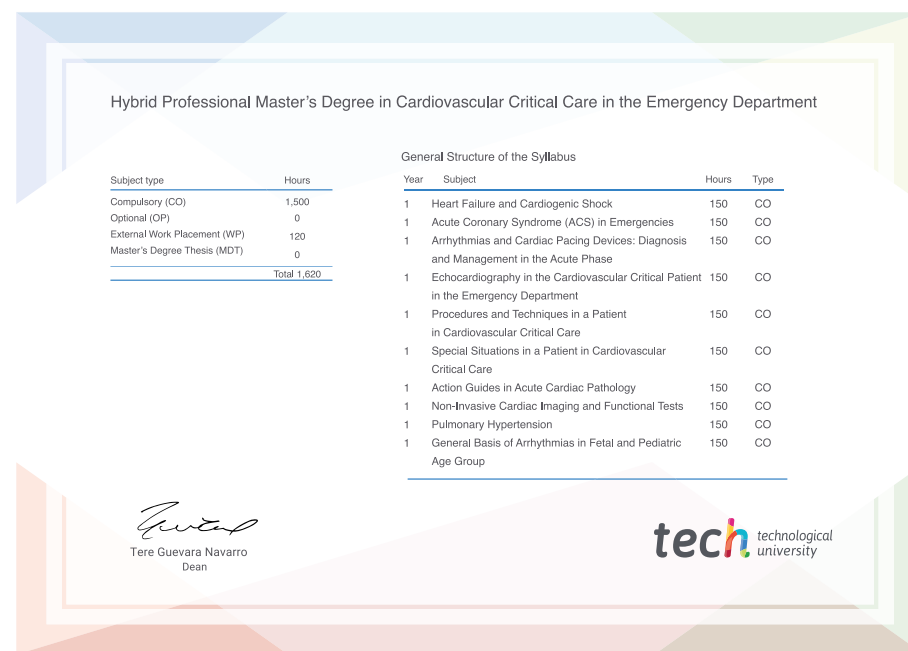 Hybrid Professional Master's Degree in Cardiovascular Critical Care in the Emergency Department
Subject type Hours
Compulsory (CO) 1,500
Optional (OP) 0
External Work Placement (WP) 120
Master's Degree Thesis (MDT) 0
Total 1,620
General Structure of the Syllabus
Year Subject Hours Type
1 Heart Failure and Cardiogenic Shock 150 CO
1 Acute Coronary Syndrome (ACS) in Emergencies 150 CO
1 Arrhythmias and Cardiac Pacing Devices: Diagnosis 150 CO
and Management in the Acute Phase
1 Echocardiography in the Cardiovascular Critical Patient 150 CO
in the Emergency Department
1 Procedures and Techniques in a Patient 150 CO
in Cardiovascular Critical Care
1 Special Situations in a Patient in Cardiovascular 150 CO
Critical Care
1 Action Guides in Acute Cardiac Pathology 150 CO
1 Non-Invasive Cardiac Imaging and Functional Tests 150 CO
1 Pulmonary Hypertension 150 CO
1 General Basis of Arrhythmias in Fetal and Pediatric 150 CO
Age Group
Tere Guevara Navarro
Dean
tech technological
university